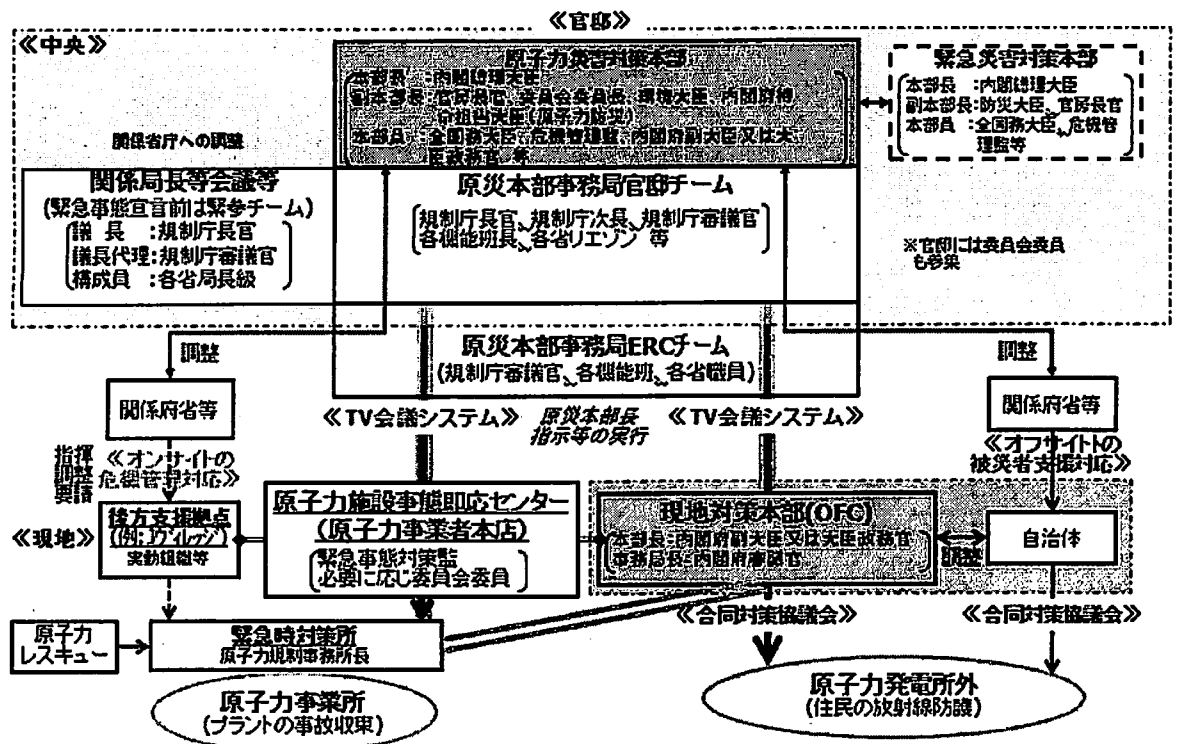 ≪官邸≫
≪中央≫
原子力災害対策本部
本部長　：内閣総理大臣
副本部長：官房長官、委員会委員長、環境大臣、内閣府特
命担当大臣(原子力防災)
本部員　：全国務大臣、危機管理監、内閣府副大臣又は大
臣政務官 等
緊急災害対策本部
本部長　：内閣総理大臣
副本部長：防災大臣、官房長官
本部員　：全国務大臣、危機管
理監等
関係省庁への調整
関係局長等会議等
(緊急事態宣言前は緊参チーム)
議　長　：規制庁長官
議長代理：規制庁審議官
構成員　：各省局長級
原災本部事務局官邸チーム
規制庁長官、規制庁次長、規制庁審議官
各機能班長、各省リエゾン 等
※官邸には委員会委員
も参集
調整
原災本部事務局ERCチーム
(規制庁審議官、各機能班、各省職員)
調整
関係府省等
≪TV会議システム≫
原災本部長
指示等の実行
≪TV会議システム≫
関係府省等
指揮
調整
要請
≪オンサイトの
危機管理対応≫
≪オフサイトの
被災者支援対応≫
≪現地≫
後方支援拠点
(例：Jヴィレッジ)
実動組織等
原子力施設事態即応センター
(原子力事業者本店)
緊急事態対策監
必要に応じ委員会委員
現地対策本部(OFC)
本部長：内閣府副大臣又は大臣政務官
事務局長：内閣府審議官
調整
自治体
≪合同対策協議会≫
≪合同対策協議会≫
原子力
レスキュー
緊急時対策所
原子力規制事務所長
原子力事業所
(プラントの事故収束)
原子力発電所外
(住民の放射線防護)